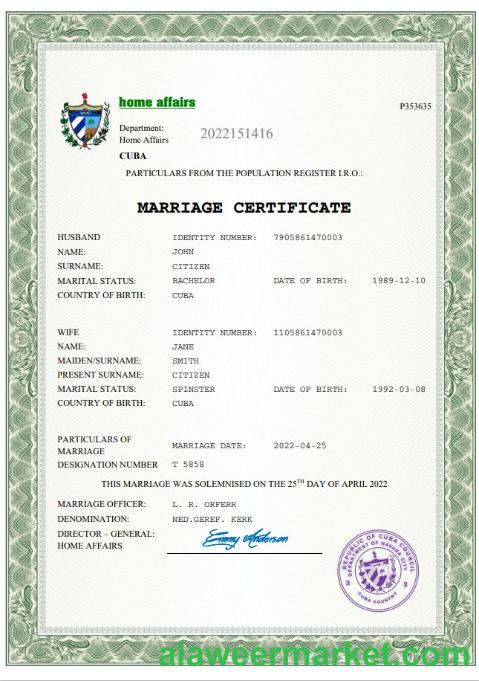 home affairs
P353635
Department:
Home Affairs
2022151416
CUBA
PARTICULARS FROM THE POPULATION REGISTER I.R.O.:
MARRIAGE CERTIFICATE
HUSBAND IDENTITY NUMBER: 7905861470003
NAME: JOHN
SURNAME: CITIZEN
MARITAL STATUS: BACHELOR DATE OF BIRTH: 1989-12-10
COUNTRY OF BIRTH: CUBA
WIFE IDENTITY NUMBER: 1105861470003
NAME: JANE
MAIDEN/SURNAME: SMITH
PRESENT SURNAME: CITIZEN
MARITAL STATUS: SPINSTER DATE OF BIRTH: 1992-03-08
COUNTRY OF BIRTH: CUBA
PARTICULARS OF
MARRIAGE MARRIAGE DATE: 2022-04-25
DESIGNATION NUMBER T 5858
THIS MARRIAGE WAS SOLEMNISED ON THE 25TH DAY OF APRIL 2022
MARRIAGE OFFICER: L. R. ORFERR
DENOMINATION: NED.GEREF. KERK
DIRECTOR – GENERAL: Emmy Anderson
HOME AFFAIRS
REPUBLIC OF CUBA COUNCIL
DEPARTMENT OF HAVANA CITY
CUBA COUNTRY
alaweermarket.com